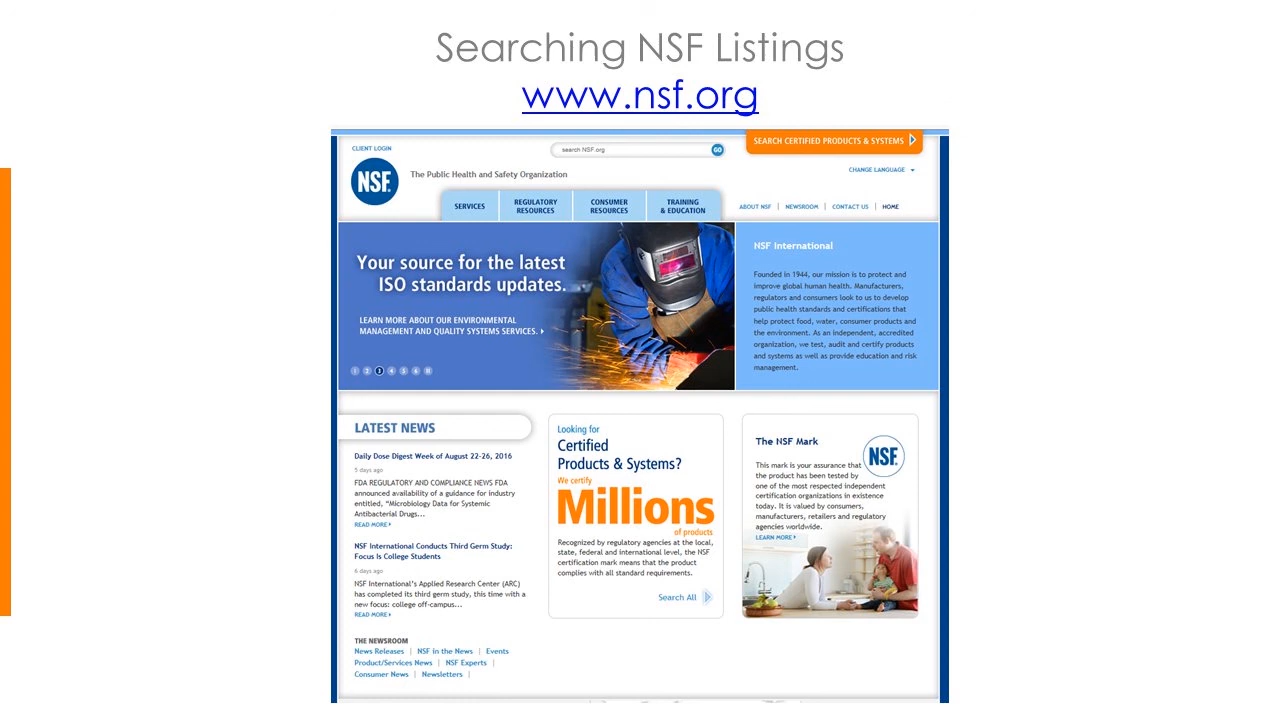 Searching NSF Listings
www.nsf.org
CLIENT LOGIN
search NSF.org
GO
SEARCH CERTIFIED PRODUCTS & SYSTEMS
NSF.
The Public Health and Safety Organization
CHANGE LANGUAGE
SERVICES
REGULATORY
RESOURCES
CONSUMER
RESOURCES
TRAINING
& EDUCATION
ABOUT NSF | NEWSROOM | CONTACT US | HOME
Your source for the latest
ISO standards updates.
LEARN MORE ABOUT OUR ENVIRONMENTAL
MANAGEMENT AND QUALITY SYSTEMS SERVICES.
1 2 3 4 5 6
NSF International
Founded in 1944, our mission is to protect and
improve global human health. Manufacturers,
regulators and consumers look to us to develop
public health standards and certifications that
help protect food, water, consumer products and
the environment. As an independent, accredited
organization, we test, audit and certify products
and systems as well as provide education and risk
management.
LATEST NEWS
Daily Dose Digest Week of August 22-26, 2016
5 days ago
FDA REGULATORY AND COMPLIANCE NEWS FDA
announced availability of a guidance for industry
entitled, “Microbiology Data for Systemic
Antibacterial Drugs...
READ MORE
NSF International Conducts Third Germ Study:
Focus is College Students
6 days ago
NSF International’s Applied Research Center (ARC)
has completed its third germ study, this time with a
new focus: college off-campus...
READ MORE
THE NEWSROOM
News Releases | NSF in the News | Events
Product/Services News | NSF Experts |
Consumer News | Newsletters |
Looking for
Certified
Products & Systems?
We certify
Millions
of products
Recognized by regulatory agencies at the local,
state, federal and international level, the NSF
certification mark means that the product
complies with all standard requirements.
Search All
The NSF Mark
NSF.
This mark is your assurance that
the product has been tested by
one of the most respected independent
certification organizations in existence
today. It is valued by consumers,
manufacturers, retailers and regulatory
agencies worldwide.
LEARN MORE